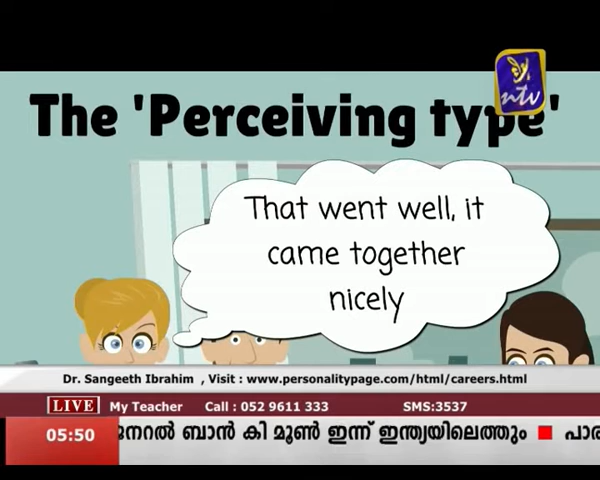 The 'Perceiving type'
ntv
That went well, it
came together
nicely
Dr. Sangeeth Ibrahim , Visit : www.personalitypage.com/html/careers.html
LIVE My Teacher Call : 052 9611 333 SMS:3537
05:50 ബാൻ കി മൂൺ ഇന്ന് ഇന്ത്യയിലെത്തും